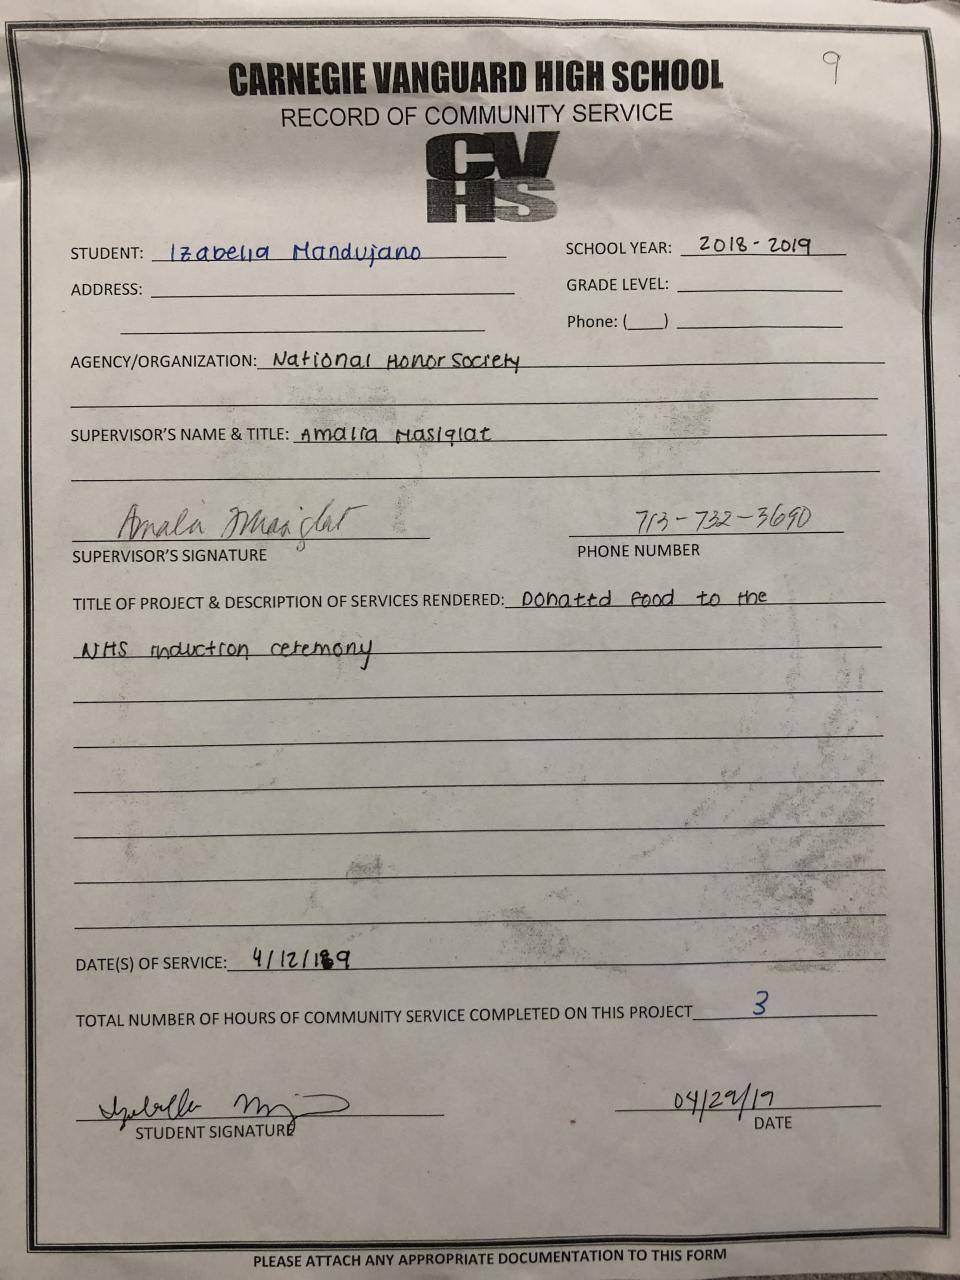 9
CARNEGIE VANGUARD HIGH SCHOOL
RECORD OF COMMUNITY SERVICE
CV
HS
STUDENT: Izabella Mandujano SCHOOL YEAR: 2018-2019
ADDRESS: GRADE LEVEL:
Phone: (___)
AGENCY/ORGANIZATION: National Honor Society
SUPERVISOR'S NAME & TITLE: Amalia Masiglat
Amalia Masiglat 713-732-3690
SUPERVISOR'S SIGNATURE PHONE NUMBER
TITLE OF PROJECT & DESCRIPTION OF SERVICES RENDERED: Donated food to the
NHS induction ceremony
DATE(S) OF SERVICE: 4/12/19
TOTAL NUMBER OF HOURS OF COMMUNITY SERVICE COMPLETED ON THIS PROJECT 3
04/29/19
STUDENT SIGNATURE DATE
PLEASE ATTACH ANY APPROPRIATE DOCUMENTATION TO THIS FORM